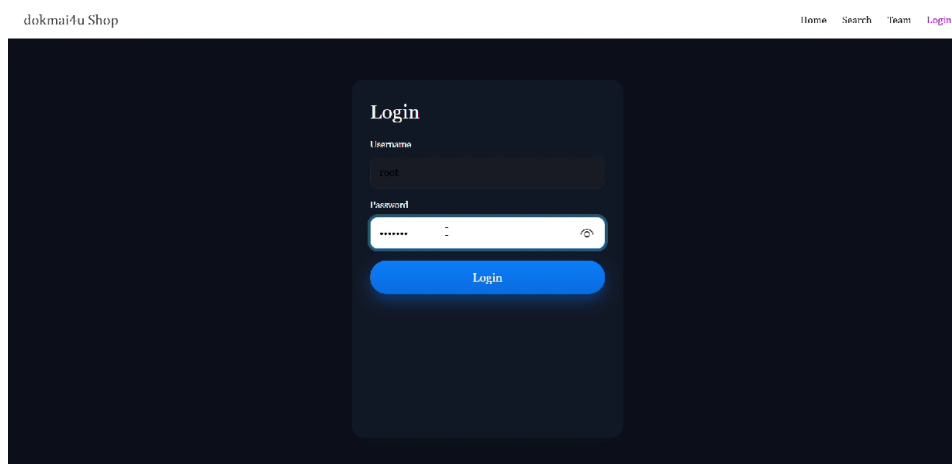 dokmai4u Shop
Home Search Team Login
Login
Username
root
Password
•••••••
Login